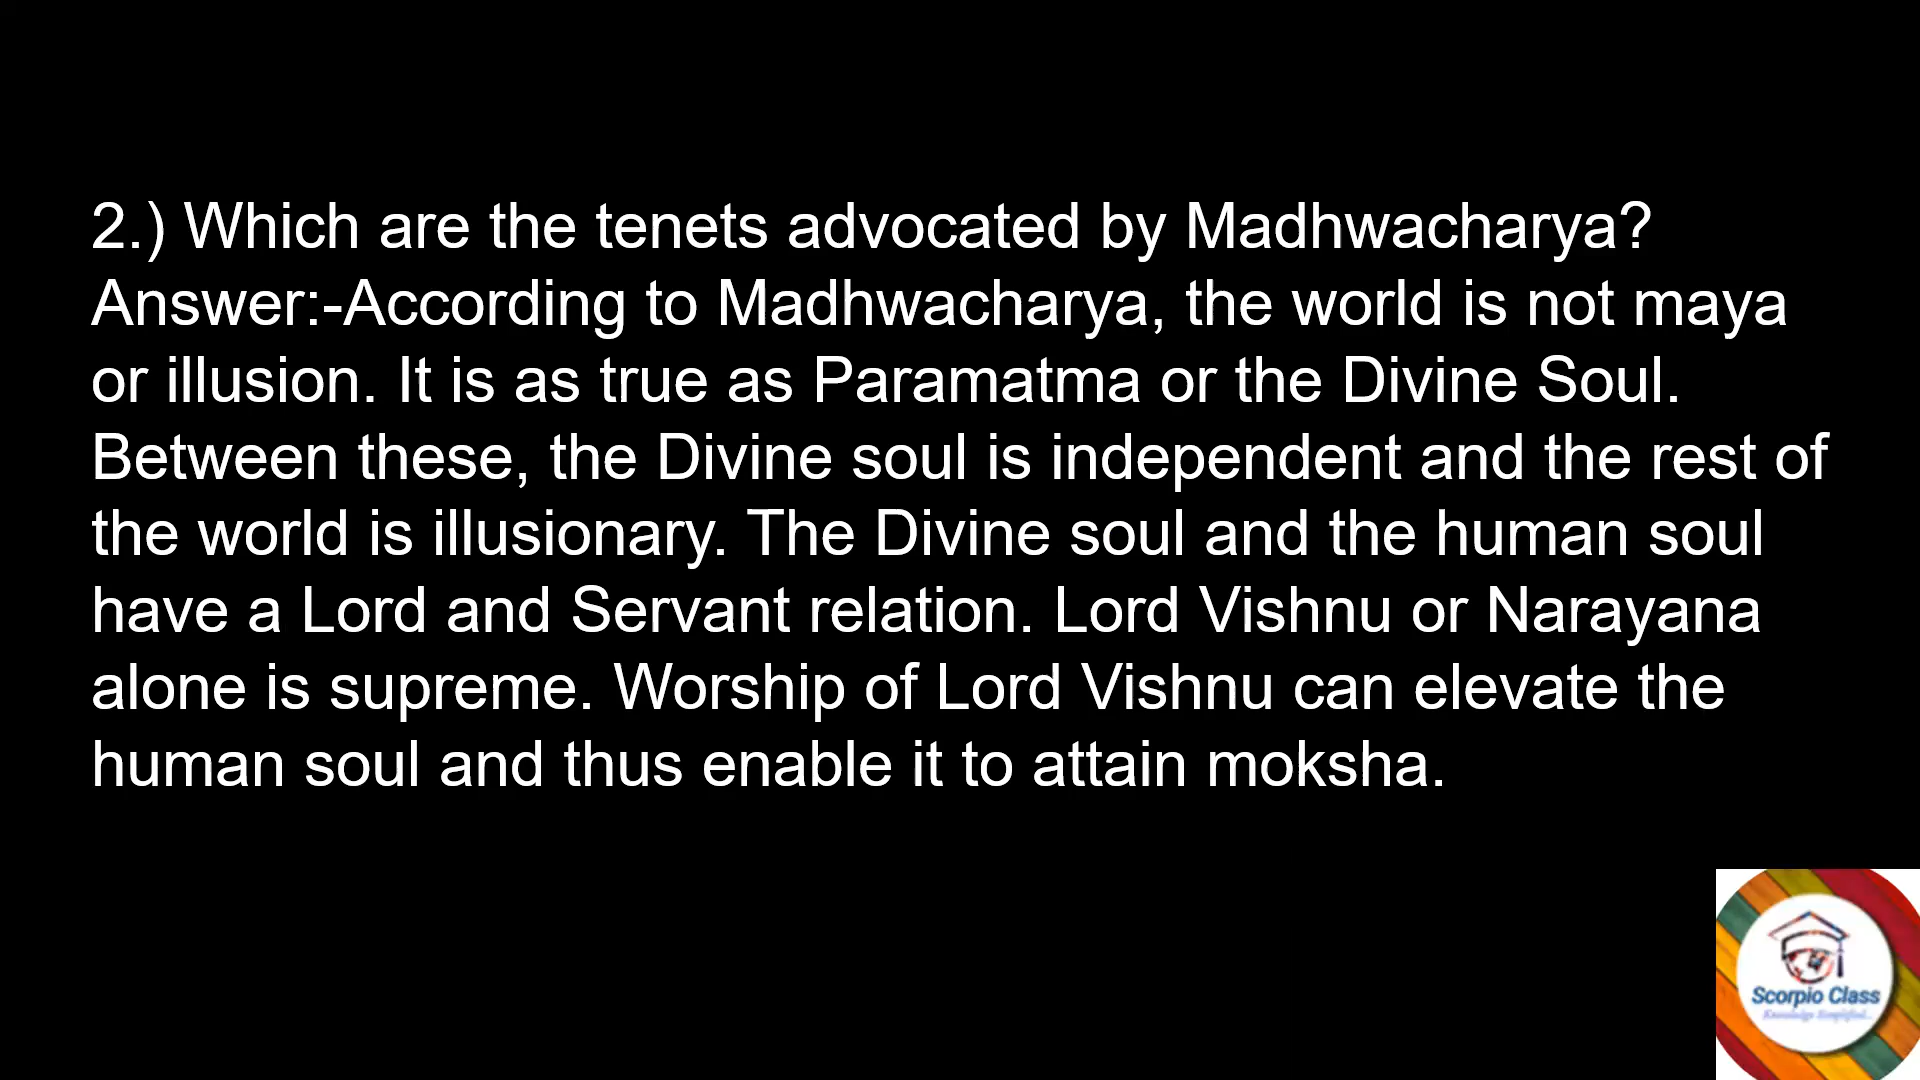 2.) Which are the tenets advocated by Madhwacharya?
Answer:-According to Madhwacharya, the world is not maya
or illusion. It is as true as Paramatma or the Divine Soul.
Between these, the Divine soul is independent and the rest of
the world is illusionary. The Divine soul and the human soul
have a Lord and Servant relation. Lord Vishnu or Narayana
alone is supreme. Worship of Lord Vishnu can elevate the
human soul and thus enable it to attain moksha.
Scorpio Class
Knowledge Simplified...